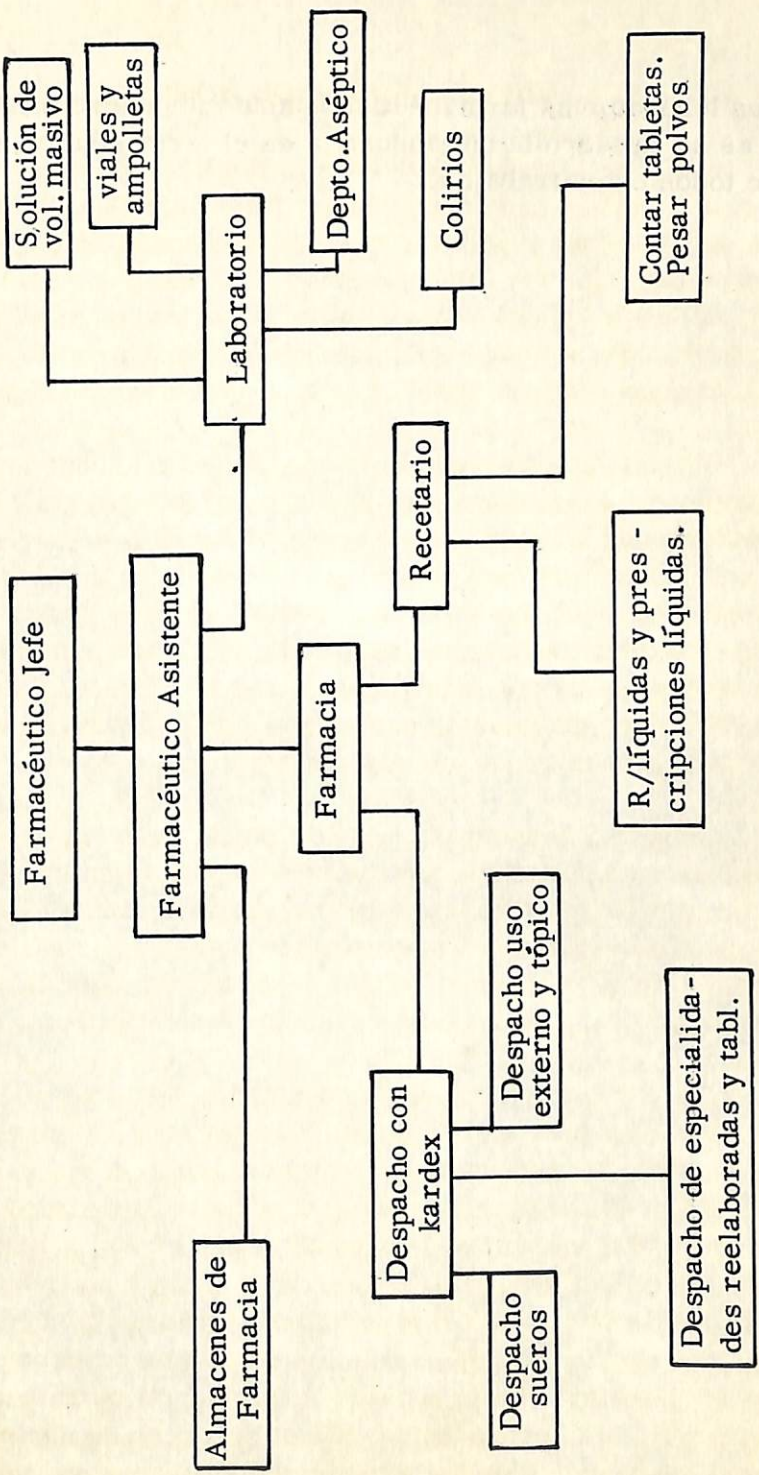 Farmacéutico Jefe
Farmacéutico Asistente
Almacenes de
Farmacia
Farmacia
Laboratorio
Solución de
vol. masivo
viales y
ampolletas
Depto. Aséptico
Colirios
Despacho con
kardex
Despacho
sueros
Despacho uso
externo y tópico
Despacho de especialida-
des reelaboradas y tabl.
Recetario
R/líquidas y pres -
cripciones líquidas.
Contar tabletas.
Pesar polvos.